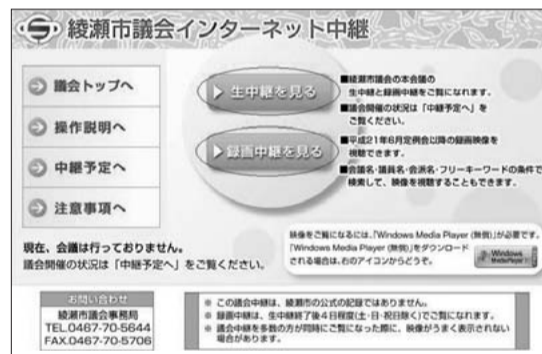 綾瀬市議会インターネット中継
議会トップへ
操作説明へ
中継予定へ
注意事項へ
生中継を見る
録画中継を見る
■綾瀬市議会の本会議の
生中継と録画中継をご覧になれます。
■議会開催の状況は「中継予定へ」を
ご覧ください。
■平成21年6月定例会以降の録画映像を
視聴できます。
■会議名・議員名・会派名・フリーキーワードの条件で
検索して、映像を視聴することもできます。
現在、会議は行っておりません。
議会開催の状況は「中継予定へ」をご覧ください。
映像をご覧になるには、「Windows Media Player (無償)」が必要です。
「Windows Media Player (無償)」をダウンロード
される場合は、右のアイコンからどうぞ。
Windows
MediaPlayer
お問い合わせ
綾瀬市議会事務局
TEL.0467-70-5644
FAX.0467-70-5706
※ この議会中継は、綾瀬市の公式の記録ではありません。
※ 録画中継は、生中継終了後4日程度(土・日・祝日除く)でご覧になれます。
※ 議会中継を多数の方が同時にご覧になった際に、映像がうまく表示されない
場合があります。